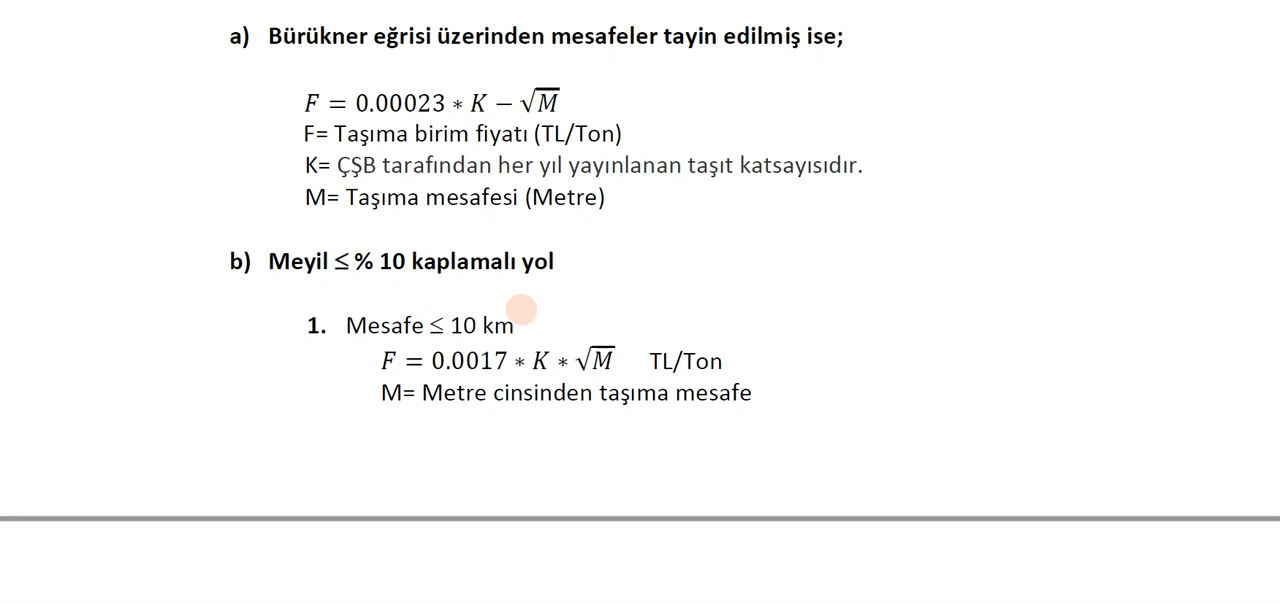 a) Bürükner eğrisi üzerinden mesafeler tayin edilmiş ise;
F = 0.00023 * K − √M
F= Taşıma birim fiyatı (TL/Ton)
K= ÇŞB tarafından her yıl yayınlanan taşıt katsayısıdır.
M= Taşıma mesafesi (Metre)
b) Meyil ≤ % 10 kaplamalı yol
1. Mesafe ≤ 10 km
F = 0.0017 * K * √M TL/Ton
M= Metre cinsinden taşıma mesafe